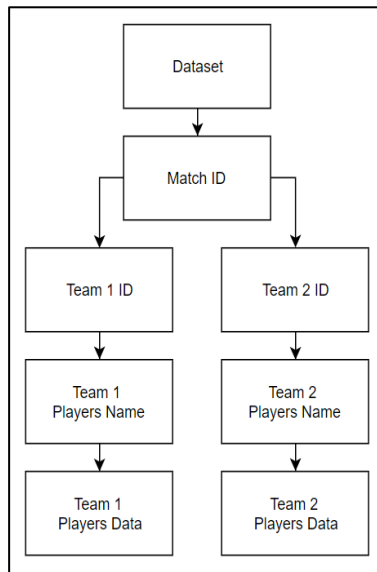 Dataset
Match ID
Team 1 ID
Team 2 ID
Team 1
Players Name
Team 2
Players Name
Team 1
Players Data
Team 2
Players Data